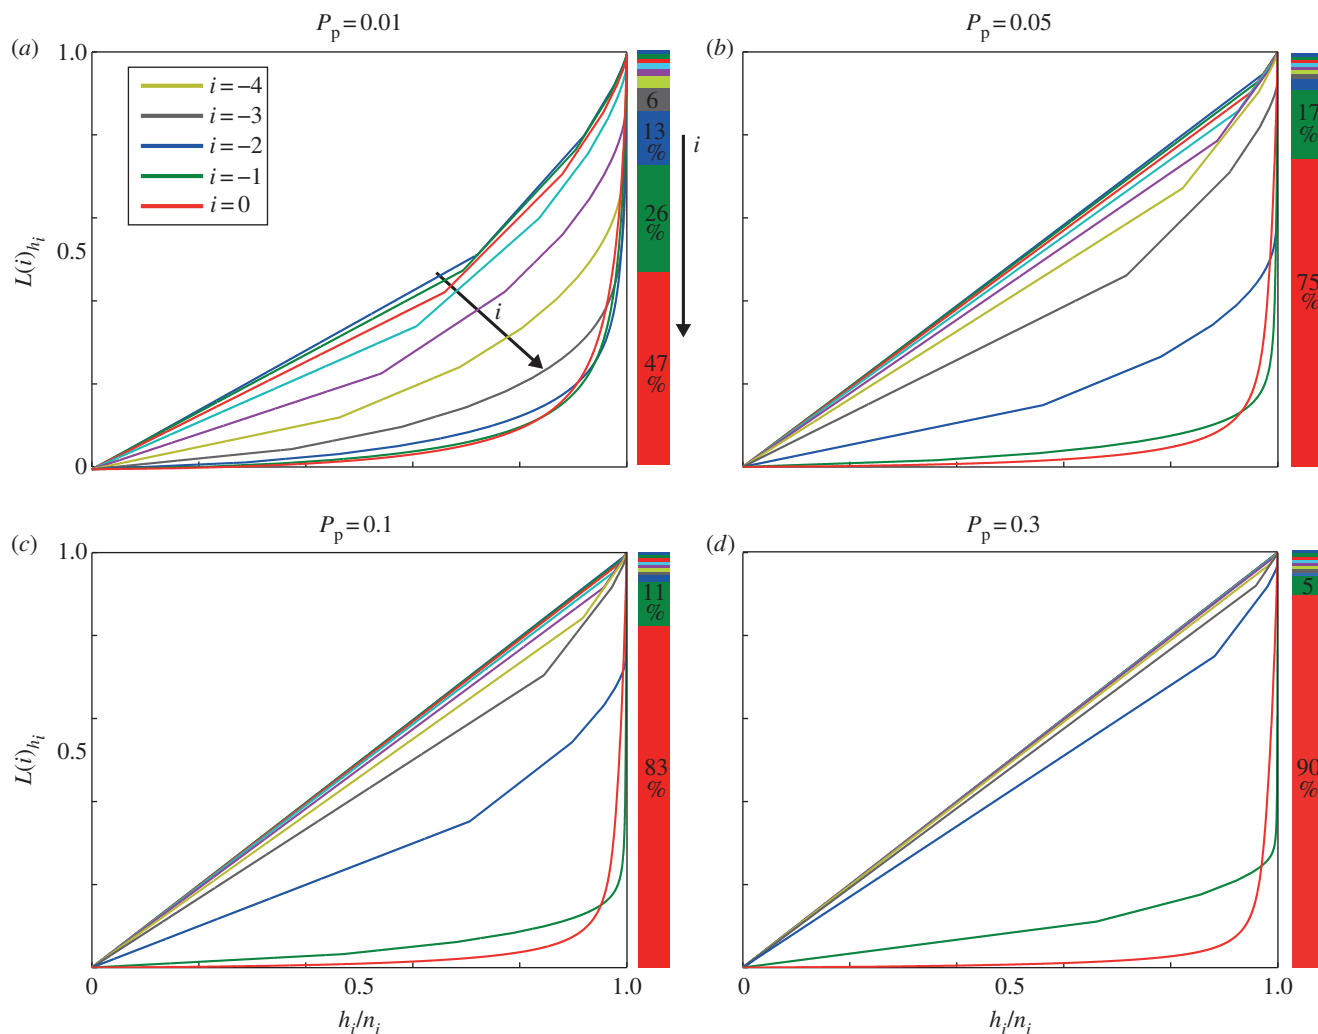 P_p = 0.01
P_p = 0.05
(a)
(b)
1.0
0.5
0
L(i)_{h_i}
i = −4
i = −3
i = −2
i = −1
i = 0
i
6
13
%
26
%
47
%
i
17
%
75
%
P_p = 0.1
P_p = 0.3
(c)
(d)
1.0
0.5
L(i)_{h_i}
11
%
83
%
5
90
%
0
0.5
1.0
0
0.5
1.0
h_i/n_i
h_i/n_i